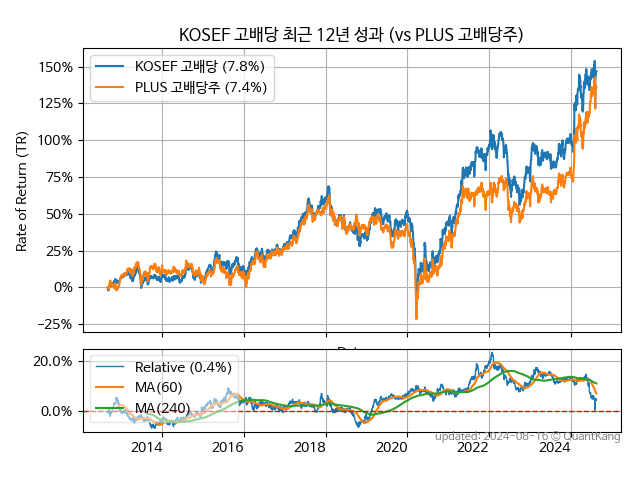 KOSEF 고배당 최근 12년 성과 (vs PLUS 고배당주)
Rate of Return (TR)
150%
125%
100%
75%
50%
25%
0%
−25%
KOSEF 고배당 (7.8%)
PLUS 고배당주 (7.4%)
20.0%
0.0%
Relative (0.4%)
MA(60)
MA(240)
2014
2016
2018
2020
2022
2024
updated: 2024-08-16 © QuantKang